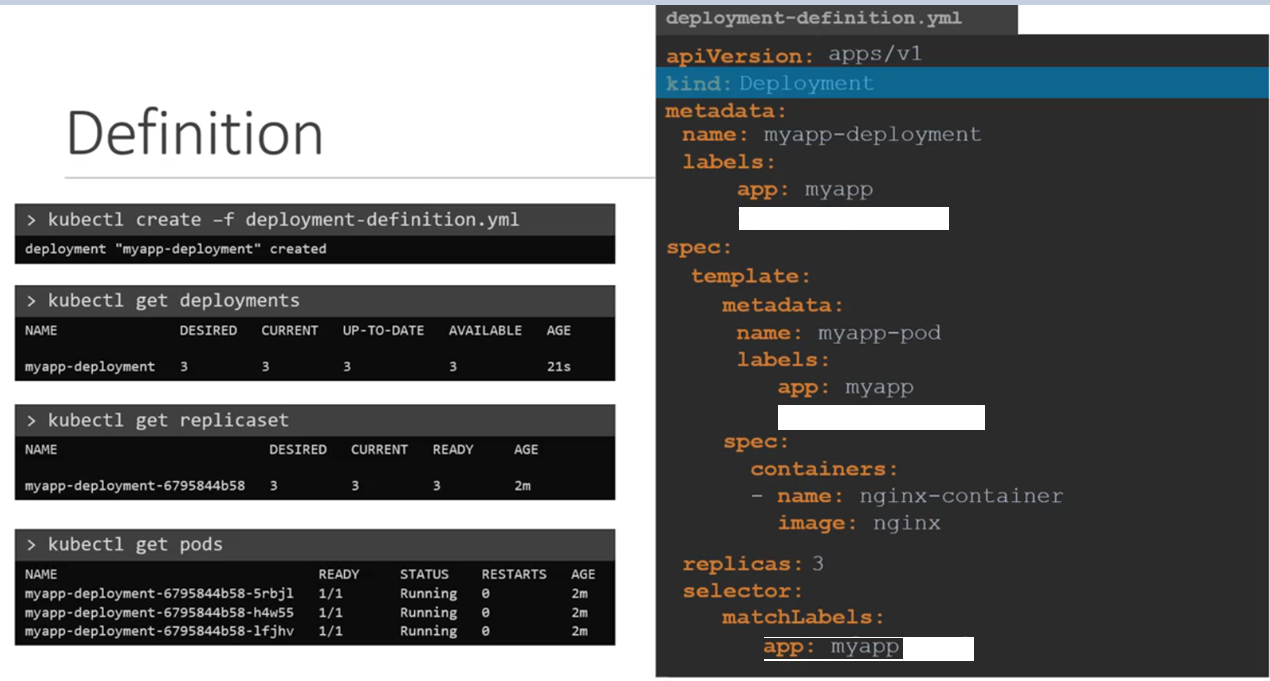 Definition
> kubectl create –f deployment-definition.yml
deployment "myapp-deployment" created
> kubectl get deployments
NAME DESIRED CURRENT UP-TO-DATE AVAILABLE AGE
myapp-deployment 3 3 3 3 21s
> kubectl get replicaset
NAME DESIRED CURRENT READY AGE
myapp-deployment-6795844b58 3 3 3 2m
> kubectl get pods
NAME READY STATUS RESTARTS AGE
myapp-deployment-6795844b58-5rbjl 1/1 Running 0 2m
myapp-deployment-6795844b58-h4w55 1/1 Running 0 2m
myapp-deployment-6795844b58-lfjhv 1/1 Running 0 2m
deployment-definition.yml
apiVersion: apps/v1
kind: Deployment
metadata:
name: myapp-deployment
labels:
app: myapp
spec:
template:
metadata:
name: myapp-pod
labels:
app: myapp
spec:
containers:
- name: nginx-container
image: nginx
replicas: 3
selector:
matchLabels:
app: myapp